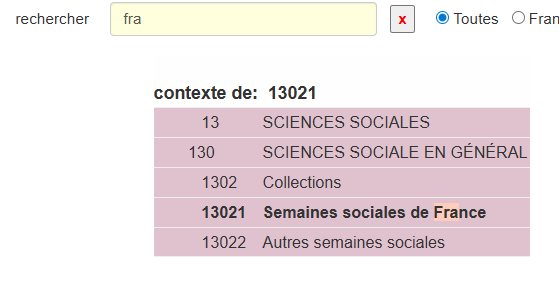 rechercher fra x Toutes Fran
contexte de: 13021
13 SCIENCES SOCIALES
130 SCIENCES SOCIALE EN GÉNÉRAL
1302 Collections
13021 Semaines sociales de France
13022 Autres semaines sociales